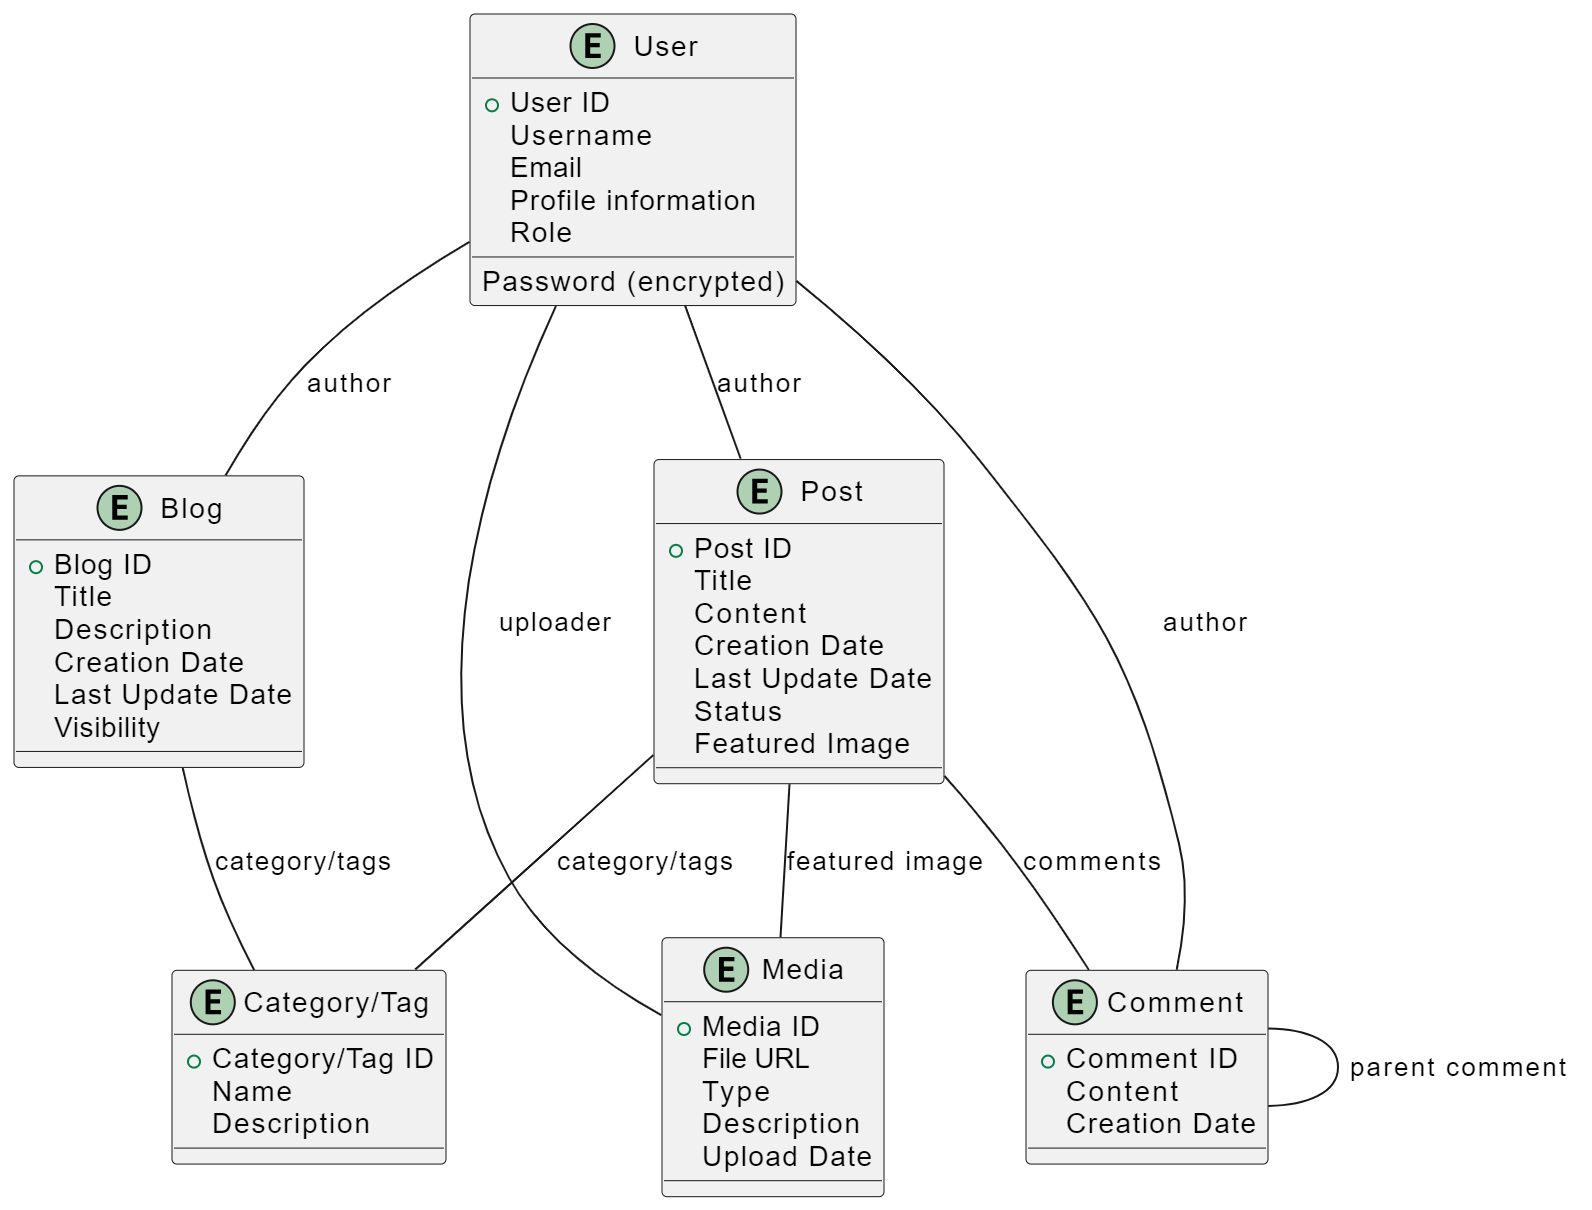 E User
User ID
Username
Email
Profile information
Role
Password (encrypted)
author
author
E Blog
Blog ID
Title
Description
Creation Date
Last Update Date
Visibility
uploader
E Post
Post ID
Title
Content
Creation Date
Last Update Date
Status
Featured Image
author
category/tags
category/tags
featured image
comments
E Category/Tag
Category/Tag ID
Name
Description
E Media
Media ID
File URL
Type
Description
Upload Date
E Comment
Comment ID
Content
Creation Date
parent comment